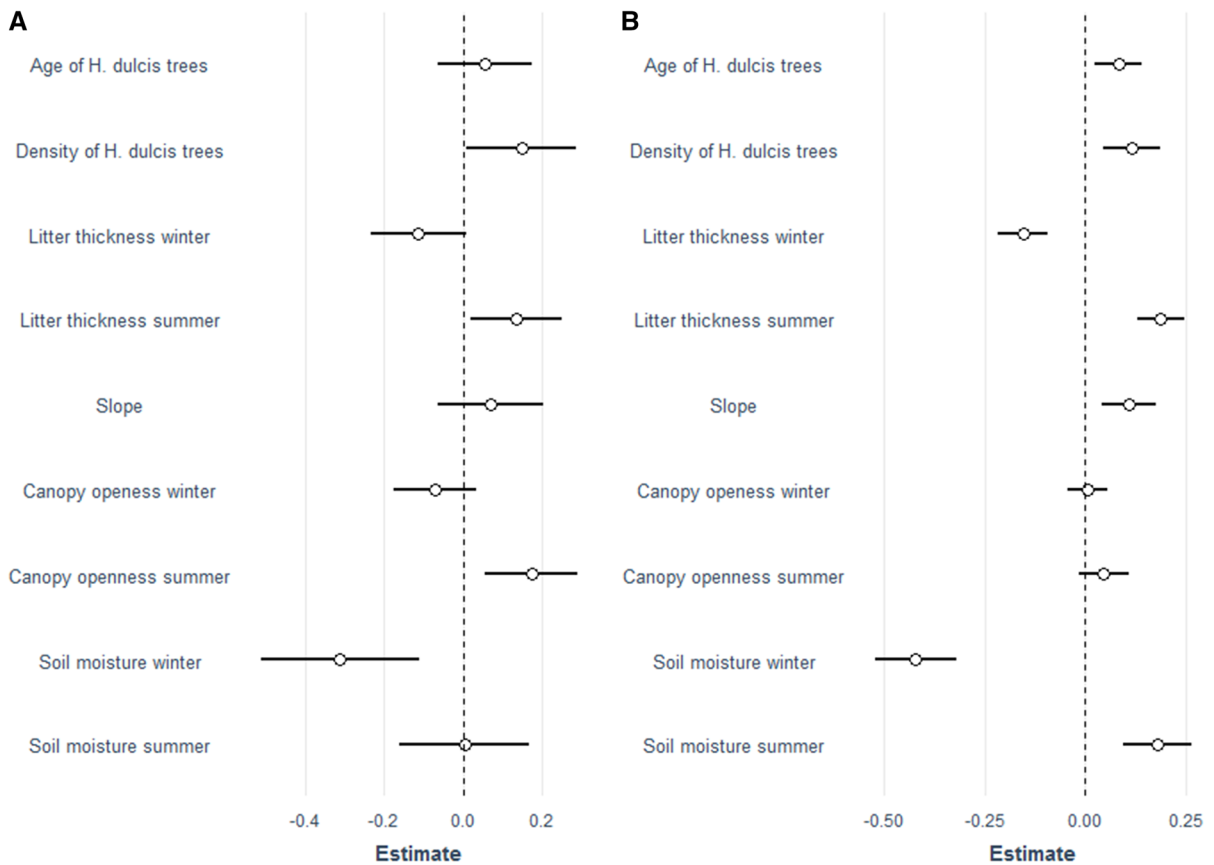 A
Age of H. dulcis trees
Density of H. dulcis trees
Litter thickness winter
Litter thickness summer
Slope
Canopy openess winter
Canopy openness summer
Soil moisture winter
Soil moisture summer
-0.4 -0.2 0.0 0.2
Estimate
B
Age of H. dulcis trees
Density of H. dulcis trees
Litter thickness winter
Litter thickness summer
Slope
Canopy openess winter
Canopy openness summer
Soil moisture winter
Soil moisture summer
-0.50 -0.25 0.00 0.25
Estimate